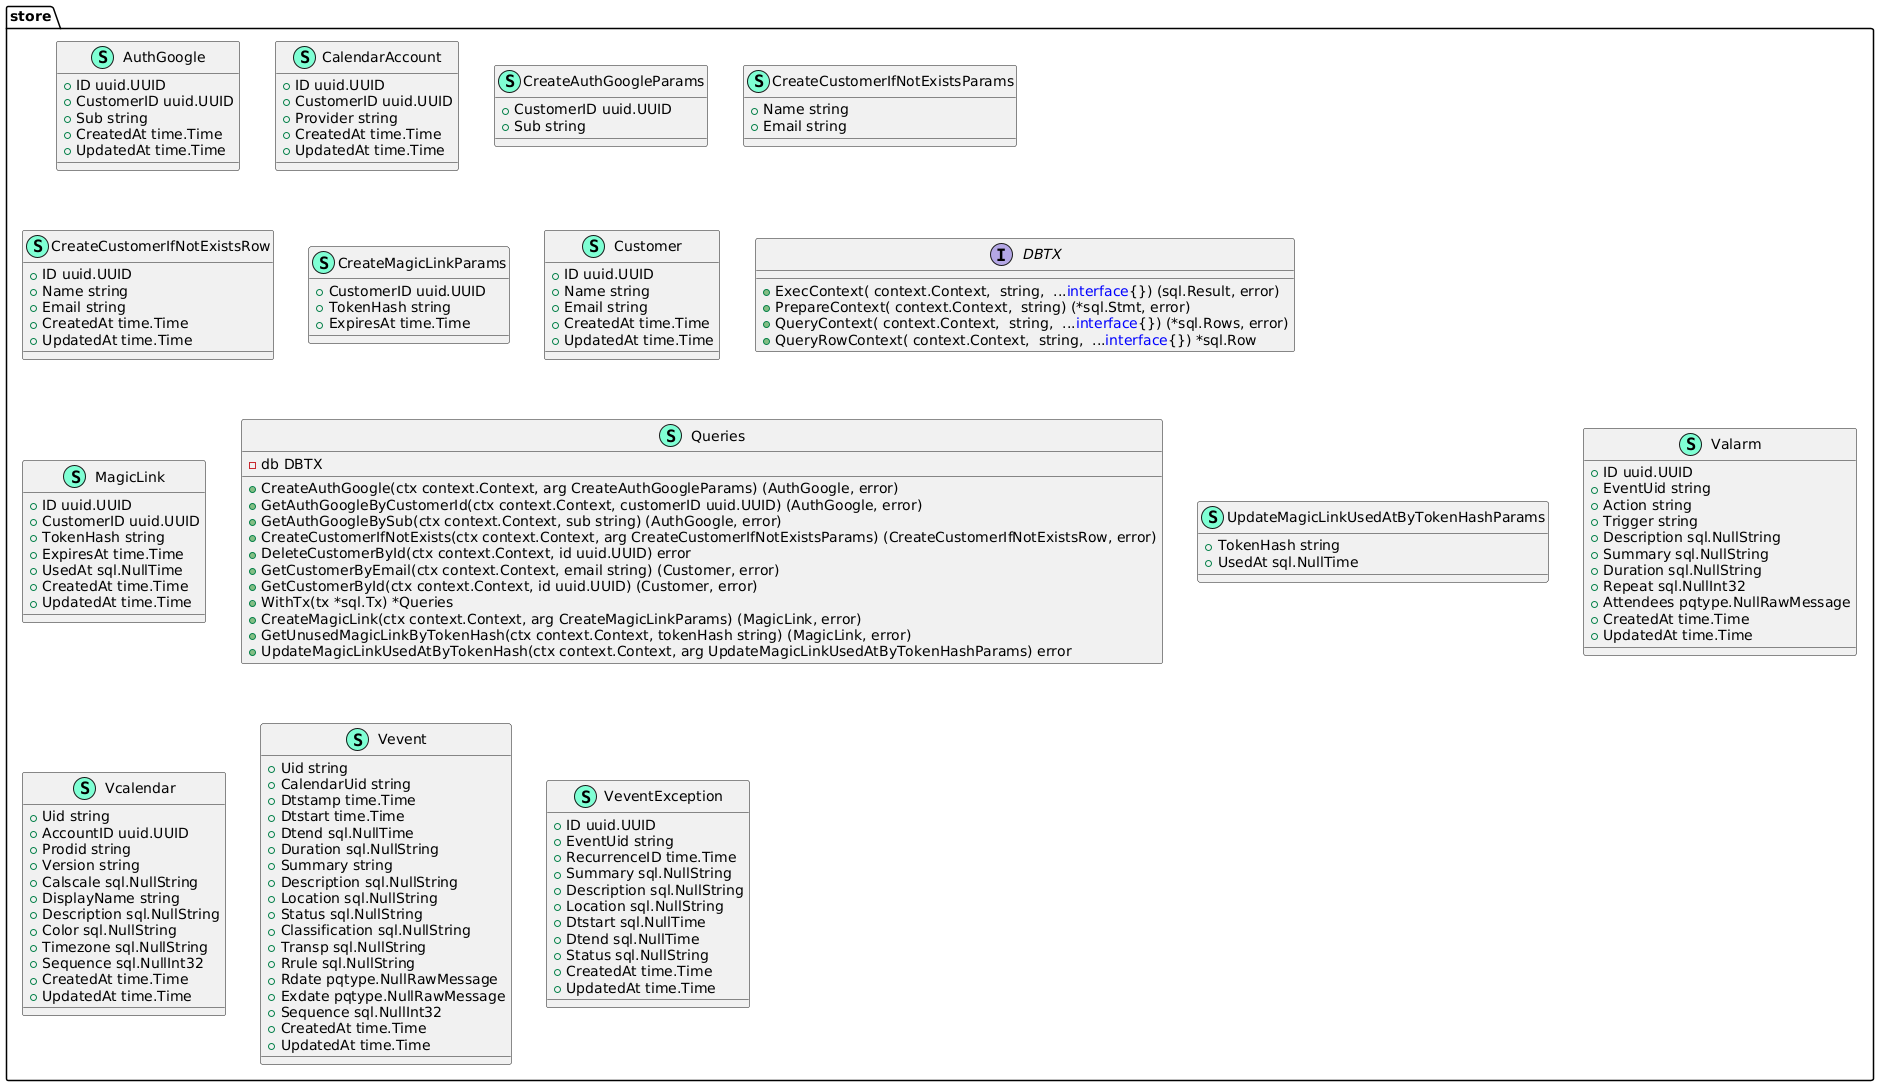 store
S AuthGoogle
ID uuid.UUID
CustomerID uuid.UUID
Sub string
CreatedAt time.Time
UpdatedAt time.Time
S CalendarAccount
ID uuid.UUID
CustomerID uuid.UUID
Provider string
CreatedAt time.Time
UpdatedAt time.Time
S CreateAuthGoogleParams
CustomerID uuid.UUID
Sub string
S CreateCustomerIfNotExistsParams
Name string
Email string
S CreateCustomerIfNotExistsRow
ID uuid.UUID
Name string
Email string
CreatedAt time.Time
UpdatedAt time.Time
S CreateMagicLinkParams
CustomerID uuid.UUID
TokenHash string
ExpiresAt time.Time
S Customer
ID uuid.UUID
Name string
Email string
CreatedAt time.Time
UpdatedAt time.Time
I DBTX
ExecContext( context.Context,  string,  ...interface{}) (sql.Result, error)
PrepareContext( context.Context,  string) (*sql.Stmt, error)
QueryContext( context.Context,  string,  ...interface{}) (*sql.Rows, error)
QueryRowContext( context.Context,  string,  ...interface{}) *sql.Row
S MagicLink
ID uuid.UUID
CustomerID uuid.UUID
TokenHash string
ExpiresAt time.Time
UsedAt sql.NullTime
CreatedAt time.Time
UpdatedAt time.Time
S Queries
db DBTX
CreateAuthGoogle(ctx context.Context, arg CreateAuthGoogleParams) (AuthGoogle, error)
GetAuthGoogleByCustomerId(ctx context.Context, customerID uuid.UUID) (AuthGoogle, error)
GetAuthGoogleBySub(ctx context.Context, sub string) (AuthGoogle, error)
CreateCustomerIfNotExists(ctx context.Context, arg CreateCustomerIfNotExistsParams) (CreateCustomerIfNotExistsRow, error)
DeleteCustomerById(ctx context.Context, id uuid.UUID) error
GetCustomerByEmail(ctx context.Context, email string) (Customer, error)
GetCustomerById(ctx context.Context, id uuid.UUID) (Customer, error)
WithTx(tx *sql.Tx) *Queries
CreateMagicLink(ctx context.Context, arg CreateMagicLinkParams) (MagicLink, error)
GetUnusedMagicLinkByTokenHash(ctx context.Context, tokenHash string) (MagicLink, error)
UpdateMagicLinkUsedAtByTokenHash(ctx context.Context, arg UpdateMagicLinkUsedAtByTokenHashParams) error
S UpdateMagicLinkUsedAtByTokenHashParams
TokenHash string
UsedAt sql.NullTime
S Valarm
ID uuid.UUID
EventUid string
Action string
Trigger string
Description sql.NullString
Summary sql.NullString
Duration sql.NullString
Repeat sql.NullInt32
Attendees pqtype.NullRawMessage
CreatedAt time.Time
UpdatedAt time.Time
S Vcalendar
Uid string
AccountID uuid.UUID
Prodid string
Version string
Calscale sql.NullString
DisplayName string
Description sql.NullString
Color sql.NullString
Timezone sql.NullString
Sequence sql.NullInt32
CreatedAt time.Time
UpdatedAt time.Time
S Vevent
Uid string
CalendarUid string
Dtstamp time.Time
Dtstart time.Time
Dtend sql.NullTime
Duration sql.NullString
Summary string
Description sql.NullString
Location sql.NullString
Status sql.NullString
Classification sql.NullString
Transp sql.NullString
Rrule sql.NullString
Rdate pqtype.NullRawMessage
Exdate pqtype.NullRawMessage
Sequence sql.NullInt32
CreatedAt time.Time
UpdatedAt time.Time
S VeventException
ID uuid.UUID
EventUid string
RecurrenceID time.Time
Summary sql.NullString
Description sql.NullString
Location sql.NullString
Dtstart sql.NullTime
Dtend sql.NullTime
Status sql.NullString
CreatedAt time.Time
UpdatedAt time.Time